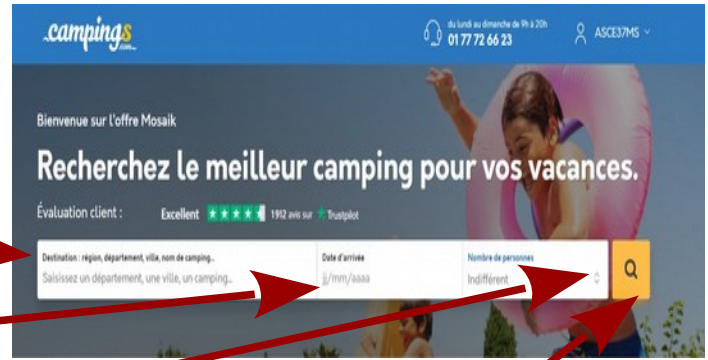 campings
.com
du lundi au dimanche de 9h à 20h
01 77 72 66 23
ASCE37MS
Bienvenue sur l'offre Mosaik
Recherchez le meilleur camping pour vos vacances.
Évaluation client : Excellent 1912 avis sur Trustpilot
Destination : région, département, ville, nom de camping... Date d'arrivée Nombre de personnes
Saisissez un département, une ville, un camping... jj/mm/aaaa Indifférent